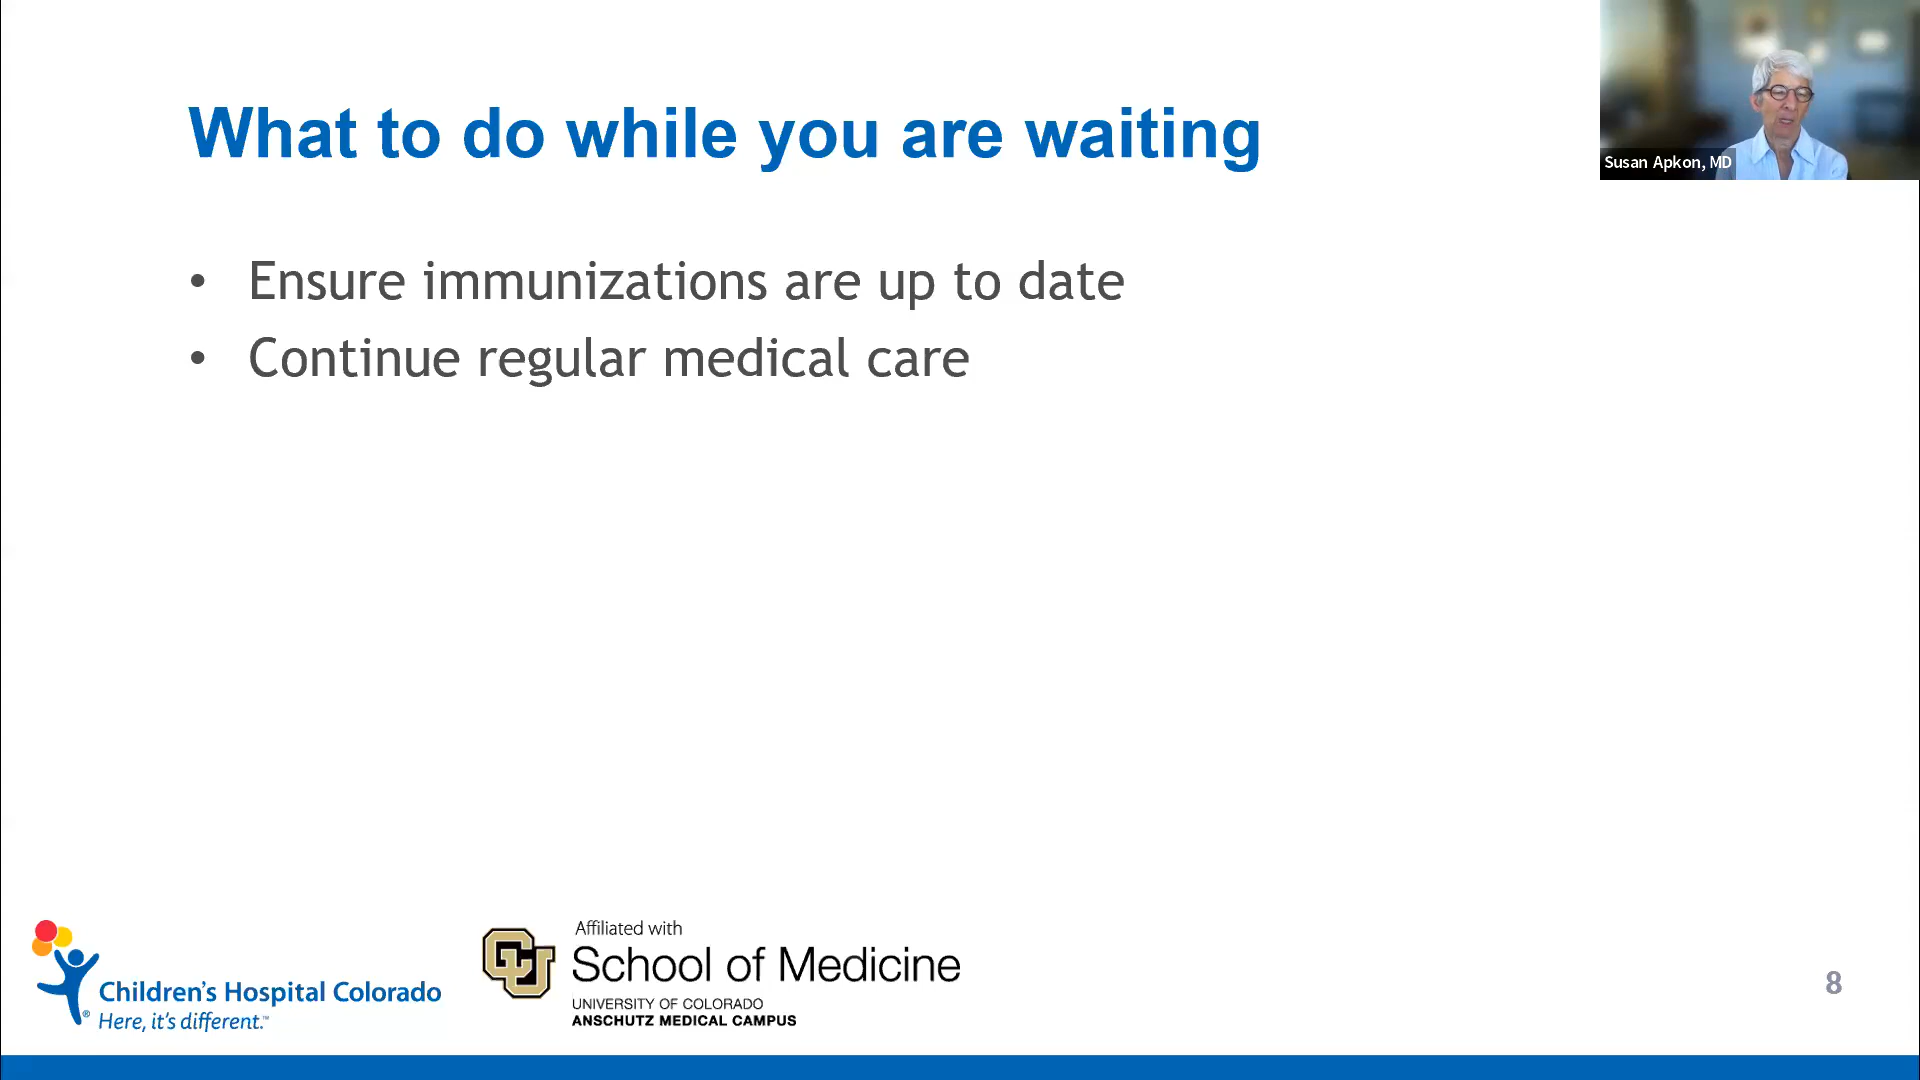 What to do while you are waiting
Susan Apkon, MD
• Ensure immunizations are up to date
• Continue regular medical care
Children's Hospital Colorado
Here, it's different.™
®
Affiliated with
CU
School of Medicine
UNIVERSITY OF COLORADO
ANSCHUTZ MEDICAL CAMPUS
8